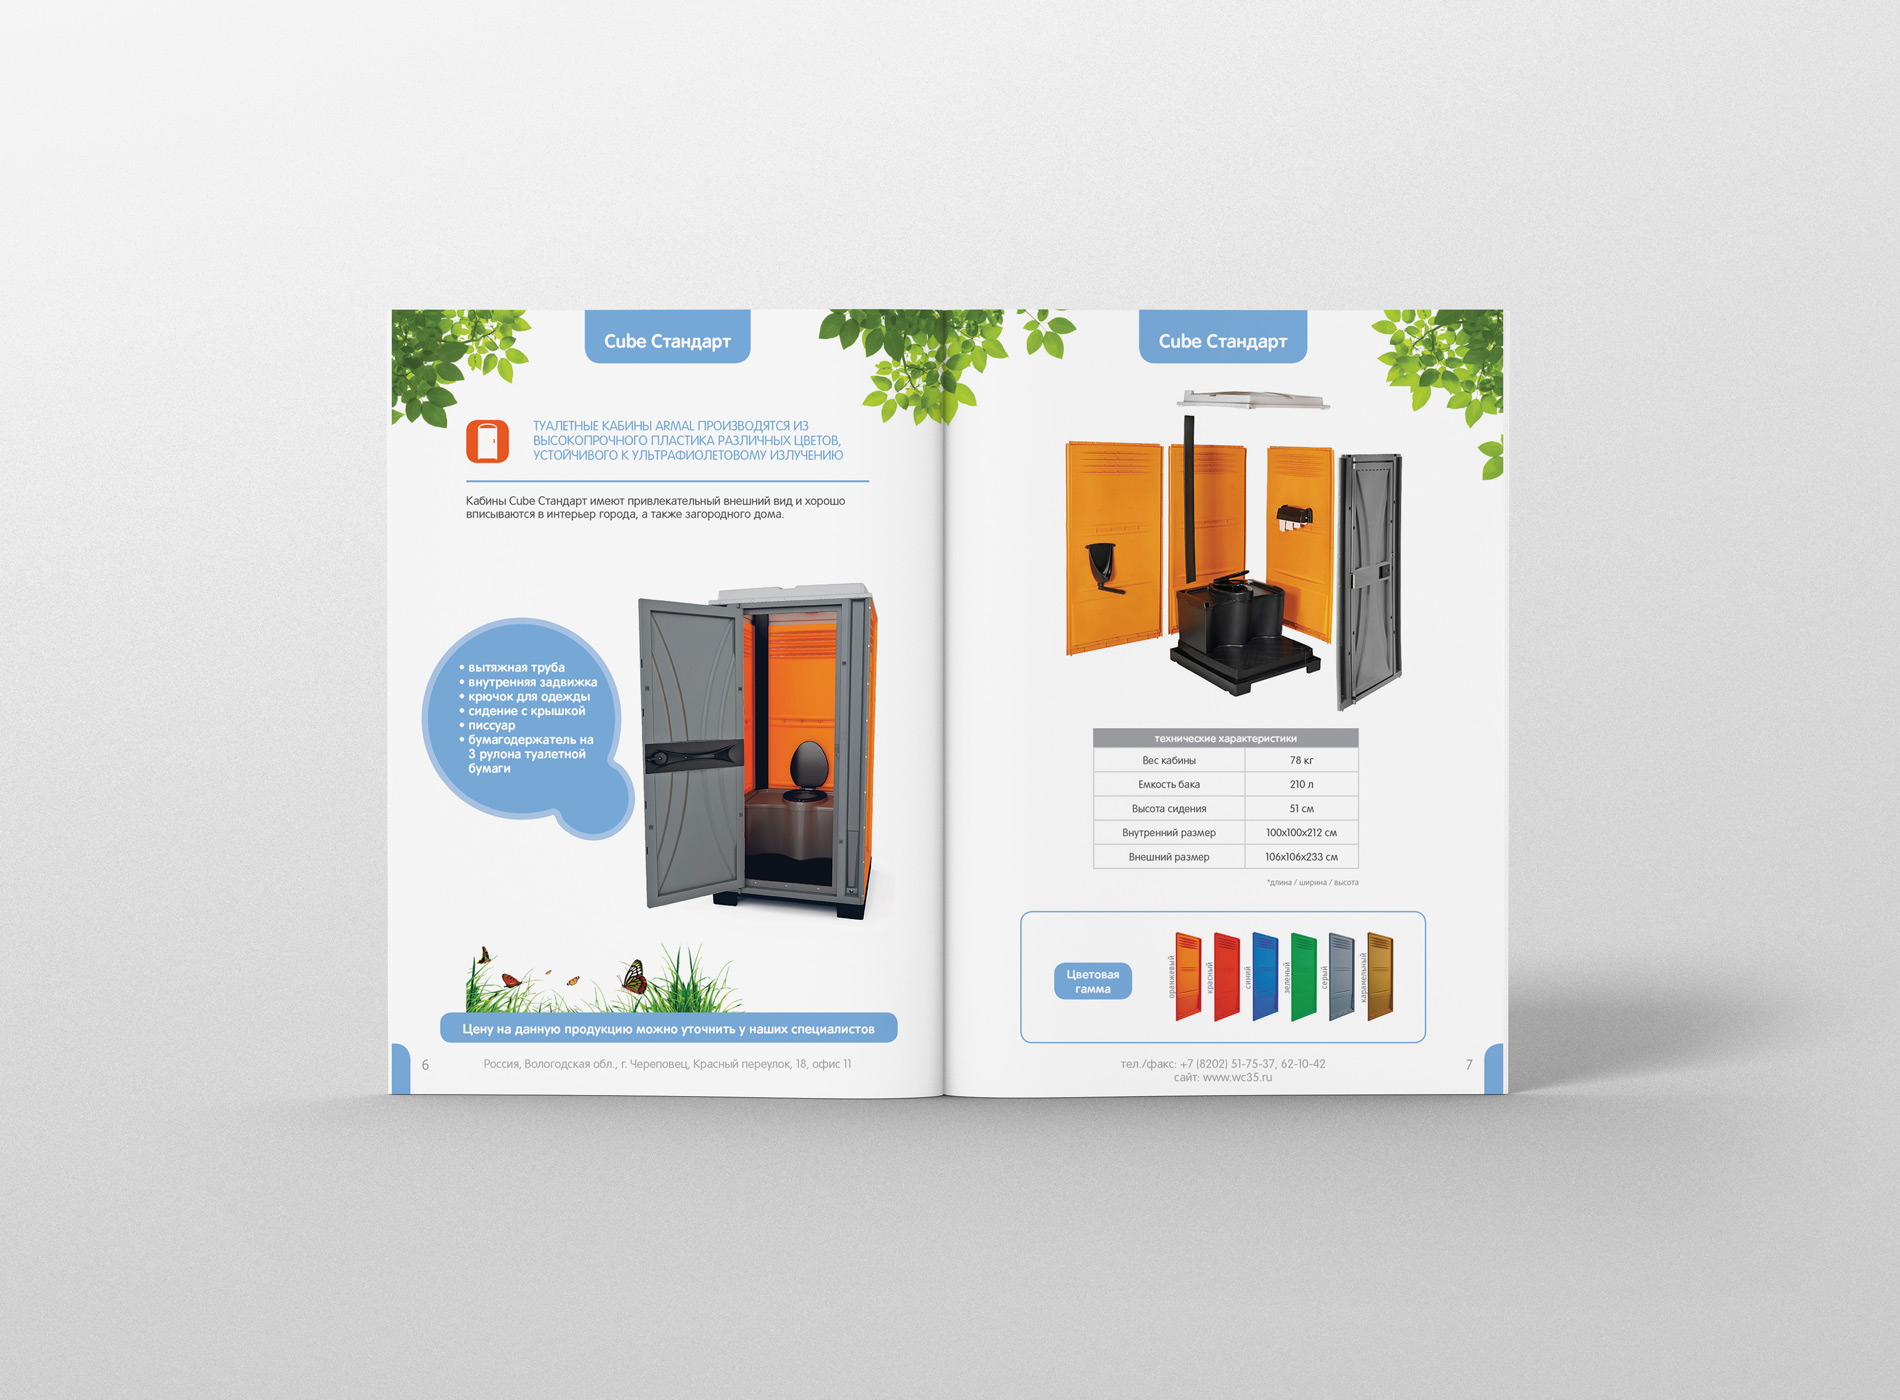 Cube Стандарт
ТУАЛЕТНЫЕ КАБИНЫ ARMAL ПРОИЗВОДЯТСЯ ИЗ
ВЫСОКОПРОЧНОГО ПЛАСТИКА РАЗЛИЧНЫХ ЦВЕТОВ,
УСТОЙЧИВОГО К УЛЬТРАФИОЛЕТОВОМУ ИЗЛУЧЕНИЮ
Кабины Cube Стандарт имеют привлекательный внешний вид и хорошо
вписываются в интерьер города, а также загородного дома.
• вытяжная труба
• внутренняя задвижка
• крючок для одежды
• сидение с крышкой
• писсуар
• бумагодержатель на
3 рулона туалетной
бумаги
Цену на данную продукцию можно уточнить у наших специалистов
6 Россия, Вологодская обл., г. Череповец, Красный переулок, 18, офис 11
Cube Стандарт
технические характеристики
Вес кабины 78 кг
Емкость бака 210 л
Высота сидения 51 см
Внутренний размер 100х100х212 см
Внешний размер 106х106х233 см
*длина / ширина / высота
Цветовая
гамма
оранжевый
красный
синий
зеленый
серый
карамельный
тел./факс: +7 (8202) 51-75-37, 62-10-42
сайт: www.wc35.ru
7